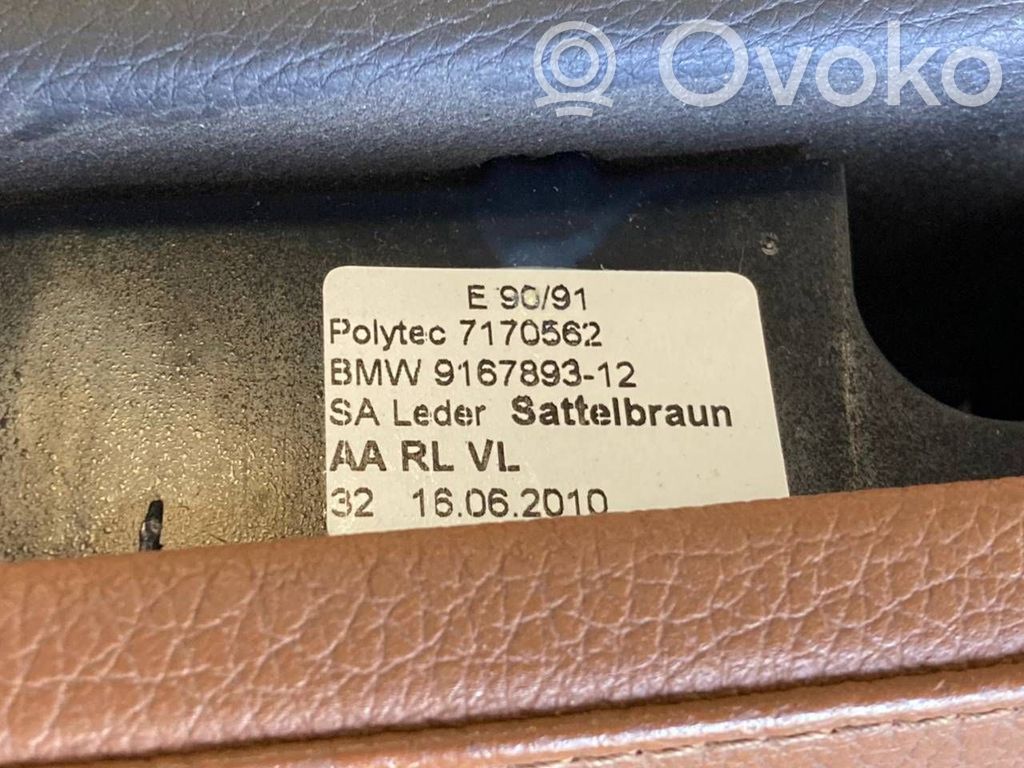 Ovoko
E 90/91
Polytec 7170562
BMW 9167893-12
SA Leder Sattelbraun
AA RL VL
32 16.06.2010